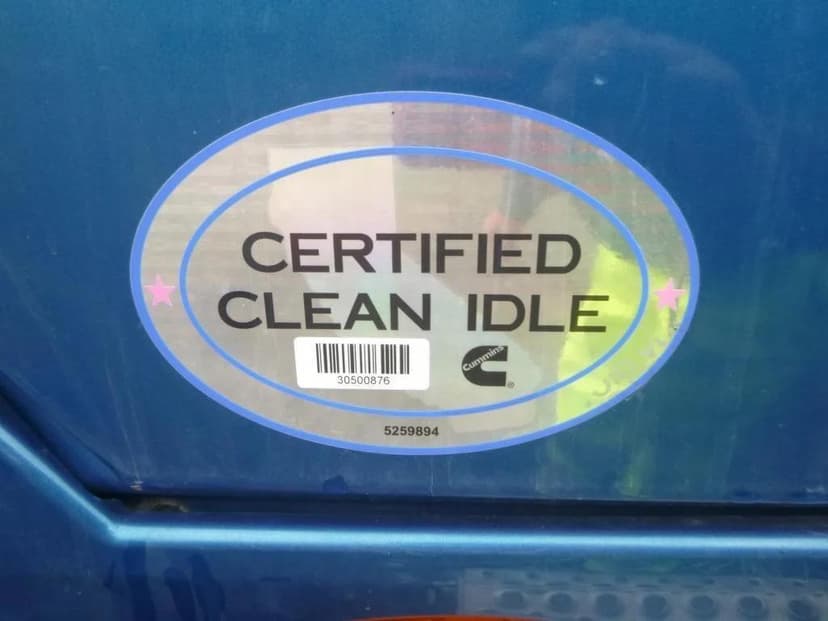 CERTIFIED
CLEAN IDLE
30500876
Cummins
5259894